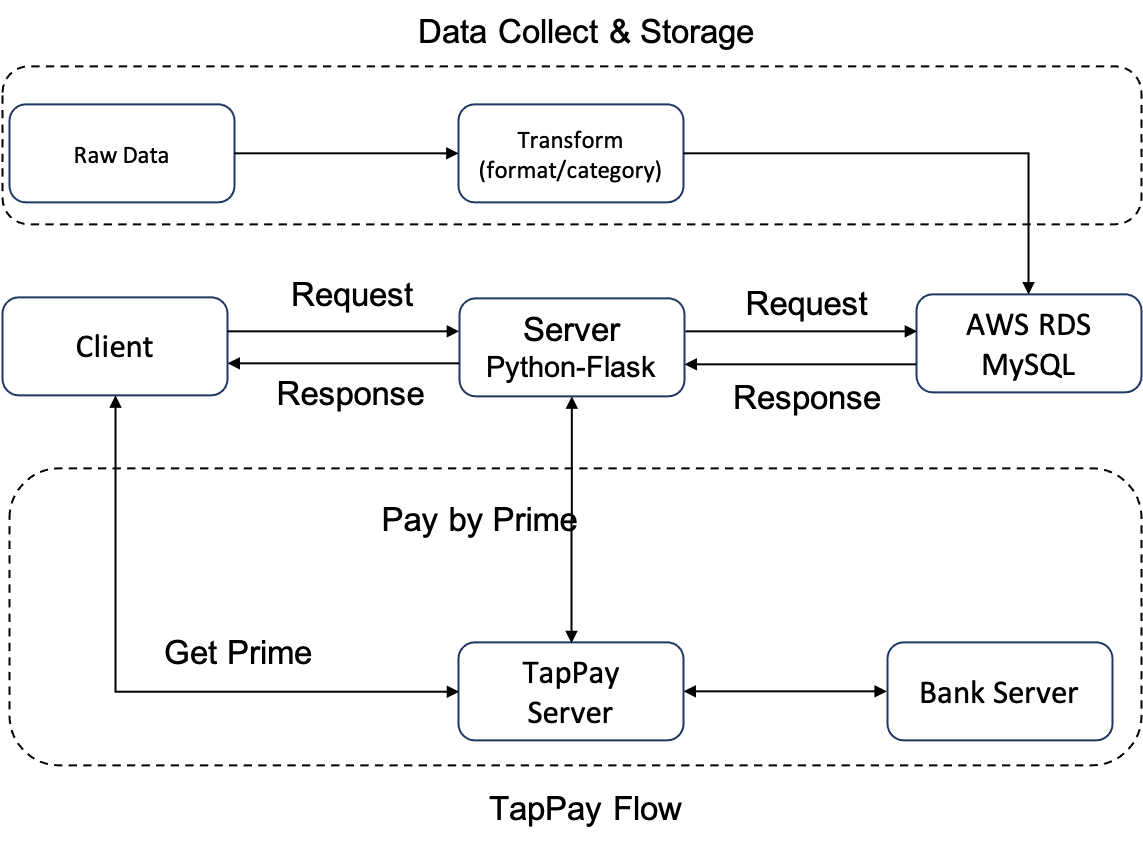 Data Collect & Storage
Raw Data
Transform
(format/category)
Request
Request
Client
Server
Python-Flask
AWS RDS
MySQL
Response
Response
Pay by Prime
Get Prime
TapPay
Server
Bank Server
TapPay Flow